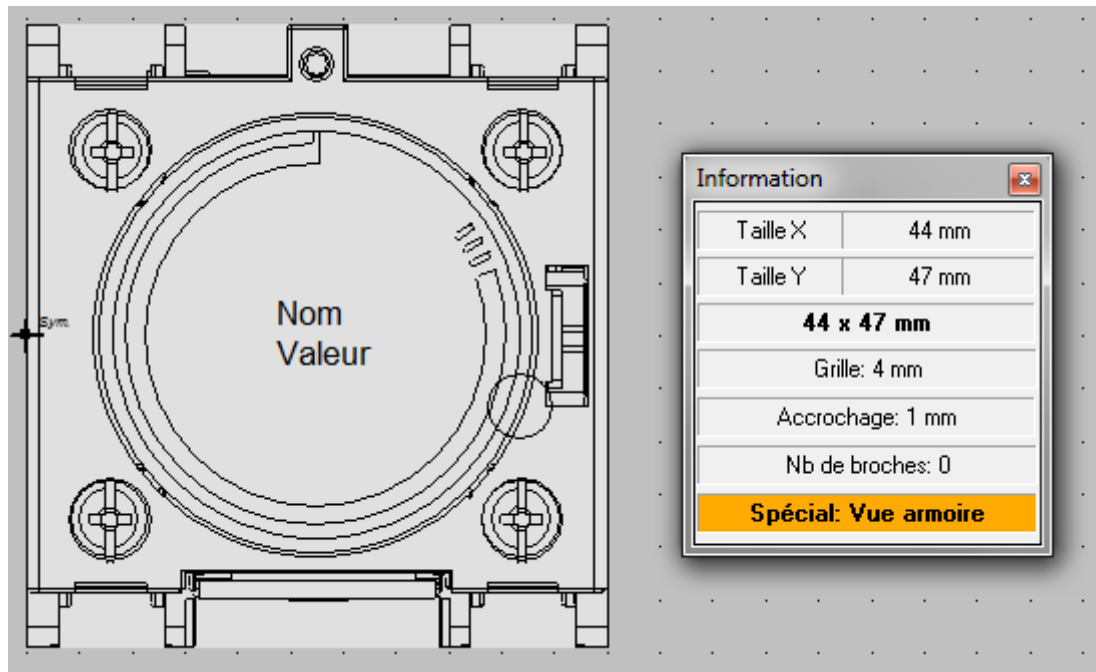 Sym.
Nom
Valeur
Information
Taille X 44 mm
Taille Y 47 mm
44 x 47 mm
Grille: 4 mm
Accrochage: 1 mm
Nb de broches: 0
Spécial: Vue armoire